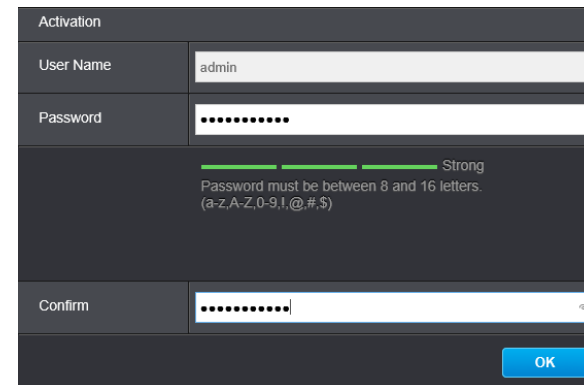 Activation
User Name admin
Password •••••••••••
Strong
Password must be between 8 and 16 letters.
(a-z,A-Z,0-9,!,@,#,$)
Confirm •••••••••••
OK